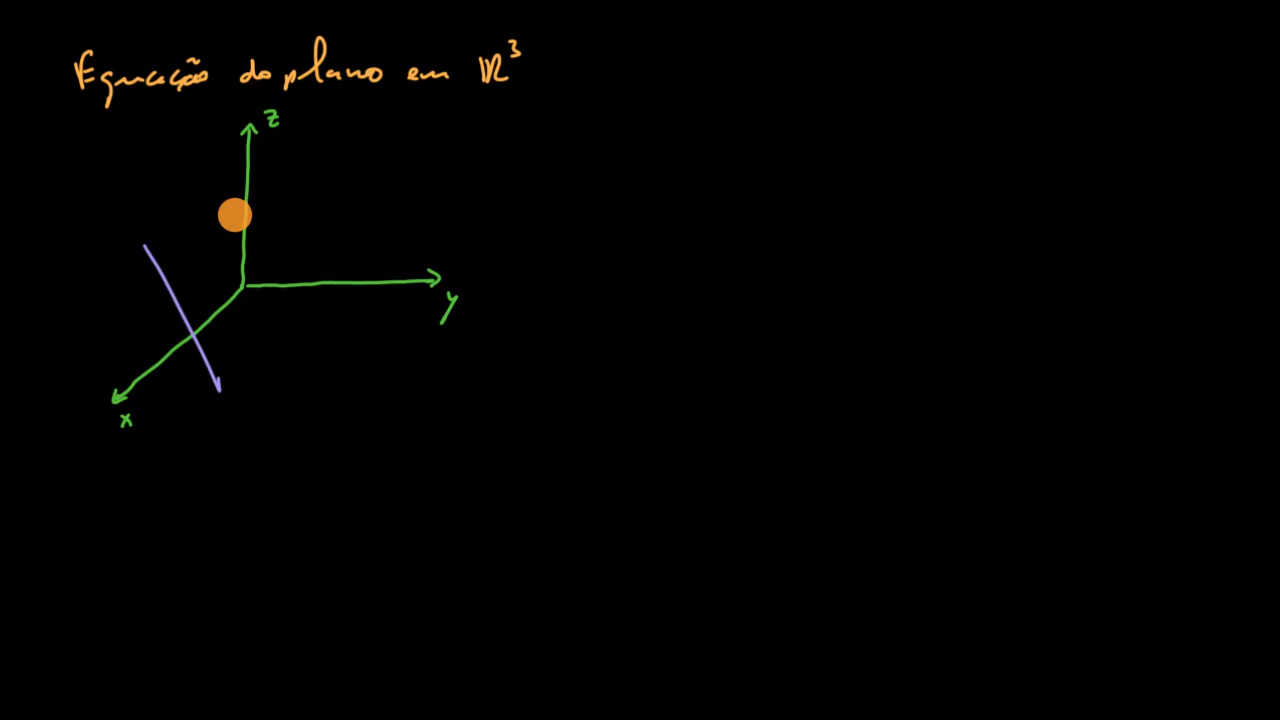 Equação do plano em ℝ³
z
y
x